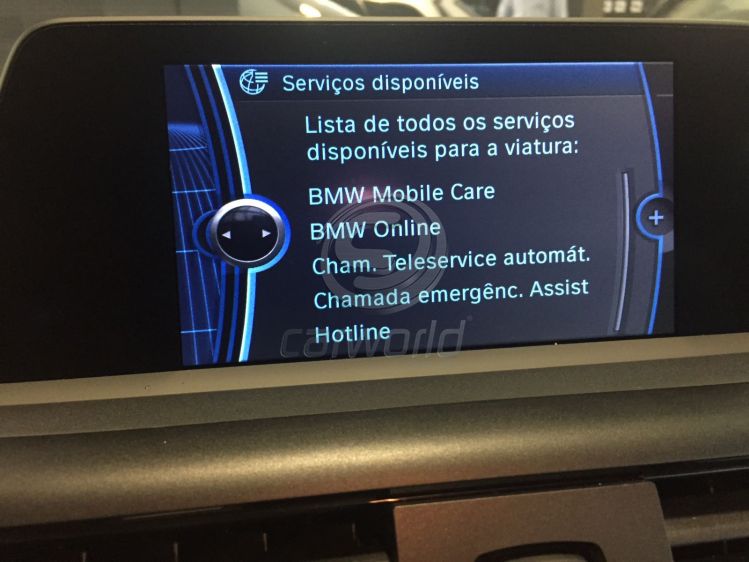 Serviços disponíveis
Lista de todos os serviços
disponíveis para a viatura:
BMW Mobile Care
BMW Online
Cham. Teleservice automát.
Chamada emergênc. Assist
Hotline
carworld